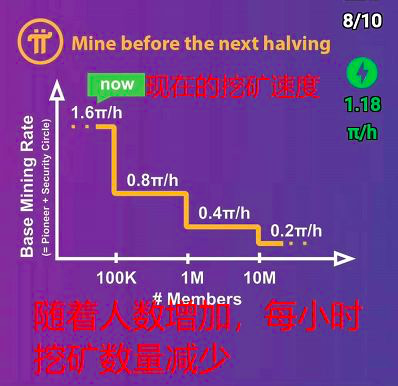 8/10
Mine before the next halving
now 现在的挖矿速度
1.18
π/h
1.6π/h
0.8π/h
0.4π/h
0.2π/h
Base Mining Rate
(= Pioneer + Security Circle)
100K 1M 10M
# Members
随着人数增加，每小时
挖矿数量减少